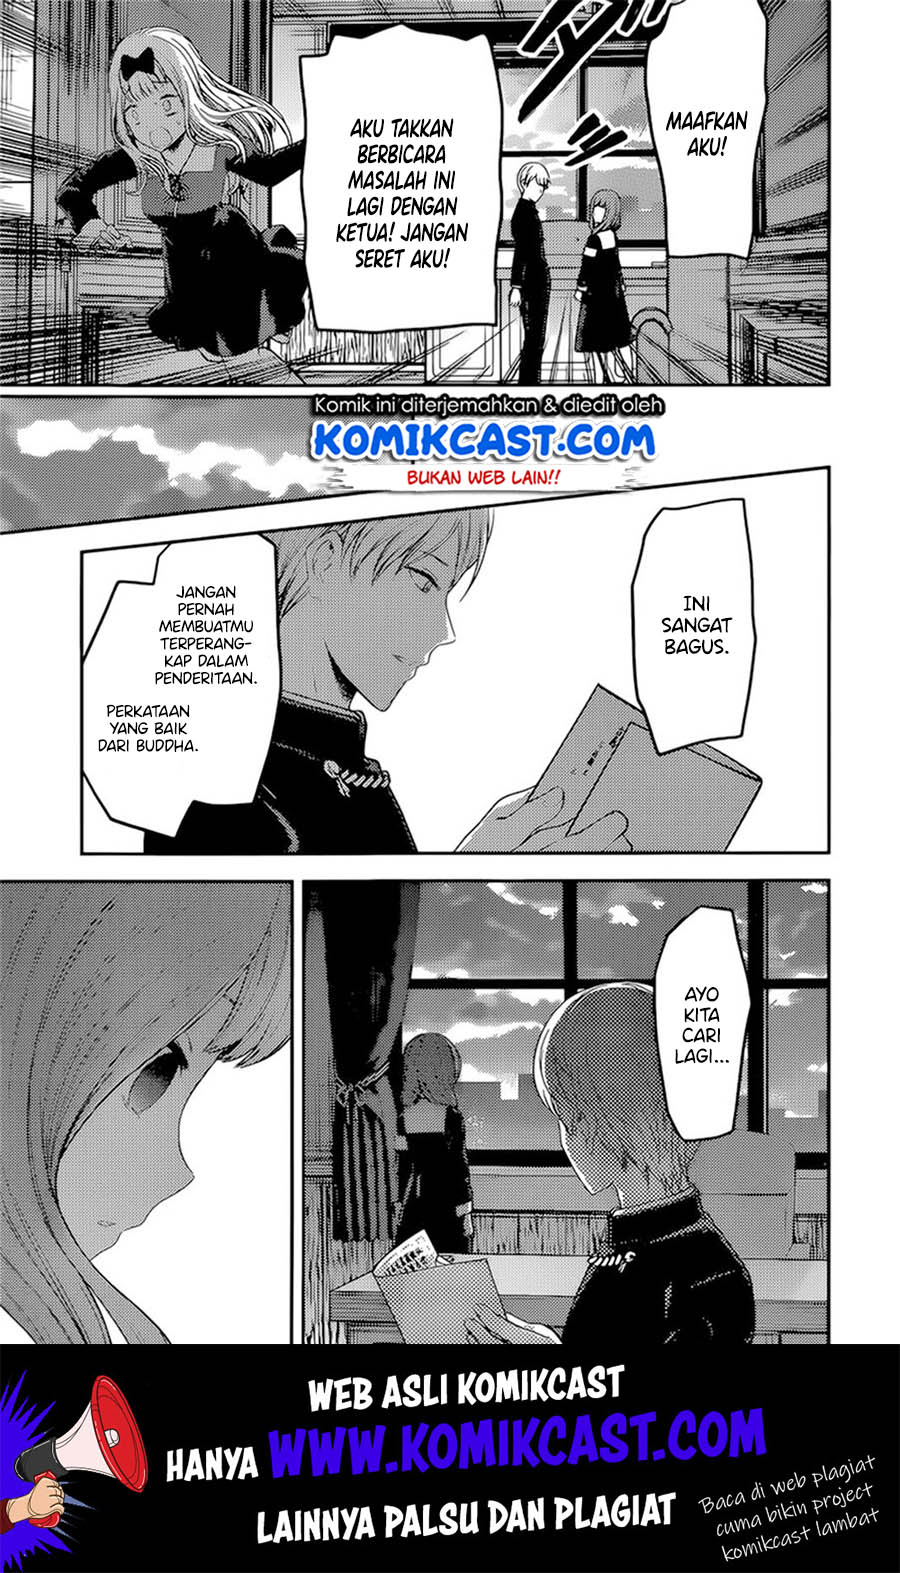 MAAFKAN
AKU!
AKU TAKKAN
BERBICARA
MASALAH INI
LAGI DENGAN
KETUA! JANGAN
SERET AKU!
Komik ini diterjemahkan & diedit oleh
KOMIKCAST.COM
BUKAN WEB LAIN!!
INI
SANGAT
BAGUS.
JANGAN
PERNAH
MEMBUATMU
TERPERANG-
KAP DALAM
PENDERITAAN.
PERKATAAN
YANG BAIK
DARI BUDDHA.
AYO
KITA
CARI
LAGI...
WEB ASLI KOMIKCAST
HANYA WWW.KOMIKCAST.COM
LAINNYA PALSU DAN PLAGIAT
Baca di web plagiat
cuma bikin project
komikcast lambat